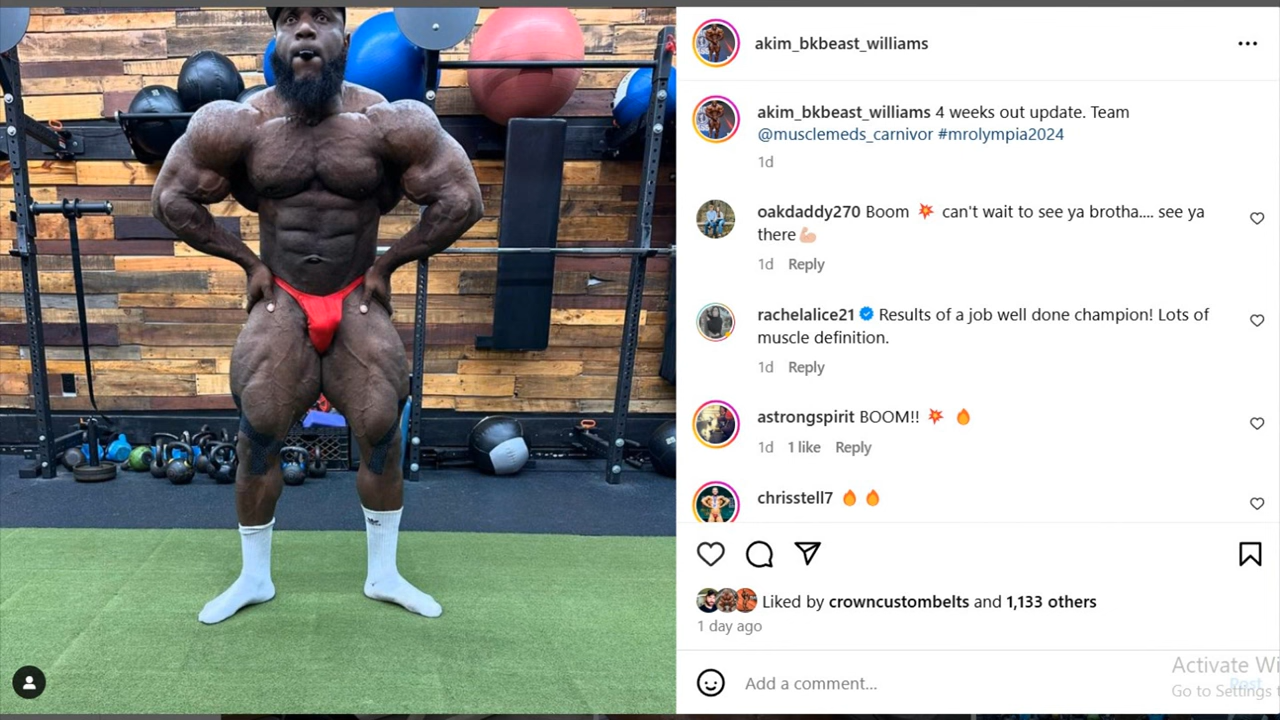 akim_bkbeast_williams
akim_bkbeast_williams 4 weeks out update. Team
@musclemeds_carnivor #mrolympia2024
1d
oakdaddy270 Boom 💥 can't wait to see ya brotha.... see ya
there💪🏼
1d Reply
rachelalice21 Results of a job well done champion! Lots of
muscle definition.
1d Reply
astrongspirit BOOM!! 💥 🔥
1d 1 like Reply
chrisstell7 🔥 🔥
Liked by crowncustombelts and 1,133 others
1 day ago
Add a comment...
Post
Activate Wi
Go to Settings t